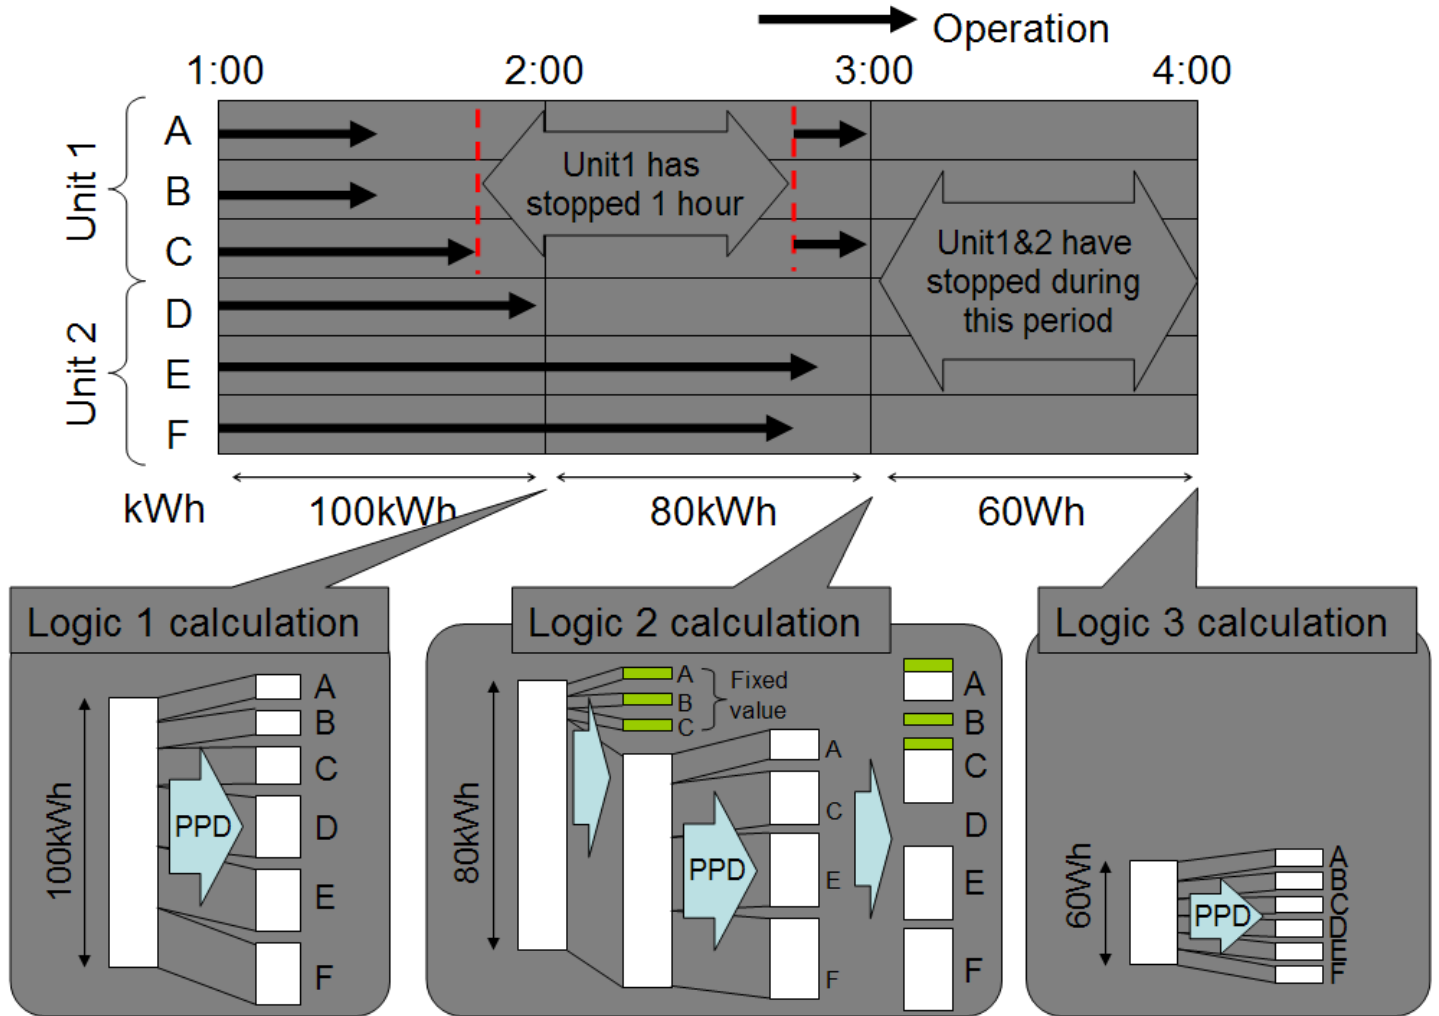 Operation
1:00 2:00 3:00 4:00
Unit 1
A
B
C
Unit 2
D
E
F
Unit1 has
stopped 1 hour
Unit1&2 have
stopped during
this period
kWh 100kWh 80kWh 60Wh
Logic 1 calculation
100kWh
PPD
A
B
C
D
E
F
Logic 2 calculation
80kWh
A
B
C
Fixed
value
PPD
A
C
E
F
A
B
C
D
E
F
Logic 3 calculation
60Wh
PPD
A
B
C
D
E
F